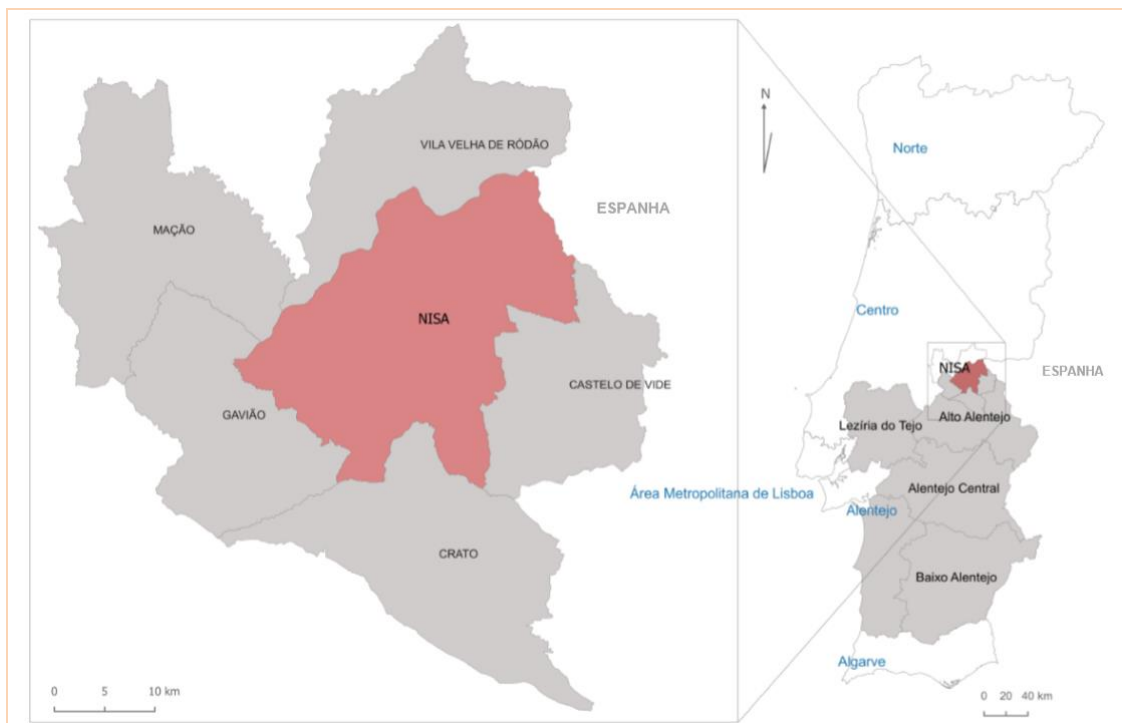 VILA VELHA DE RÓDÃO
ESPANHA
MAÇÃO
NISA
CASTELO DE VIDE
GAVIÃO
CRATO
0 5 10 km
N
Norte
Centro
NISA
ESPANHA
Lezíria do Tejo
Alto Alentejo
Área Metropolitana de Lisboa
Alentejo Central
Alentejo
Baixo Alentejo
Algarve
0 20 40 km